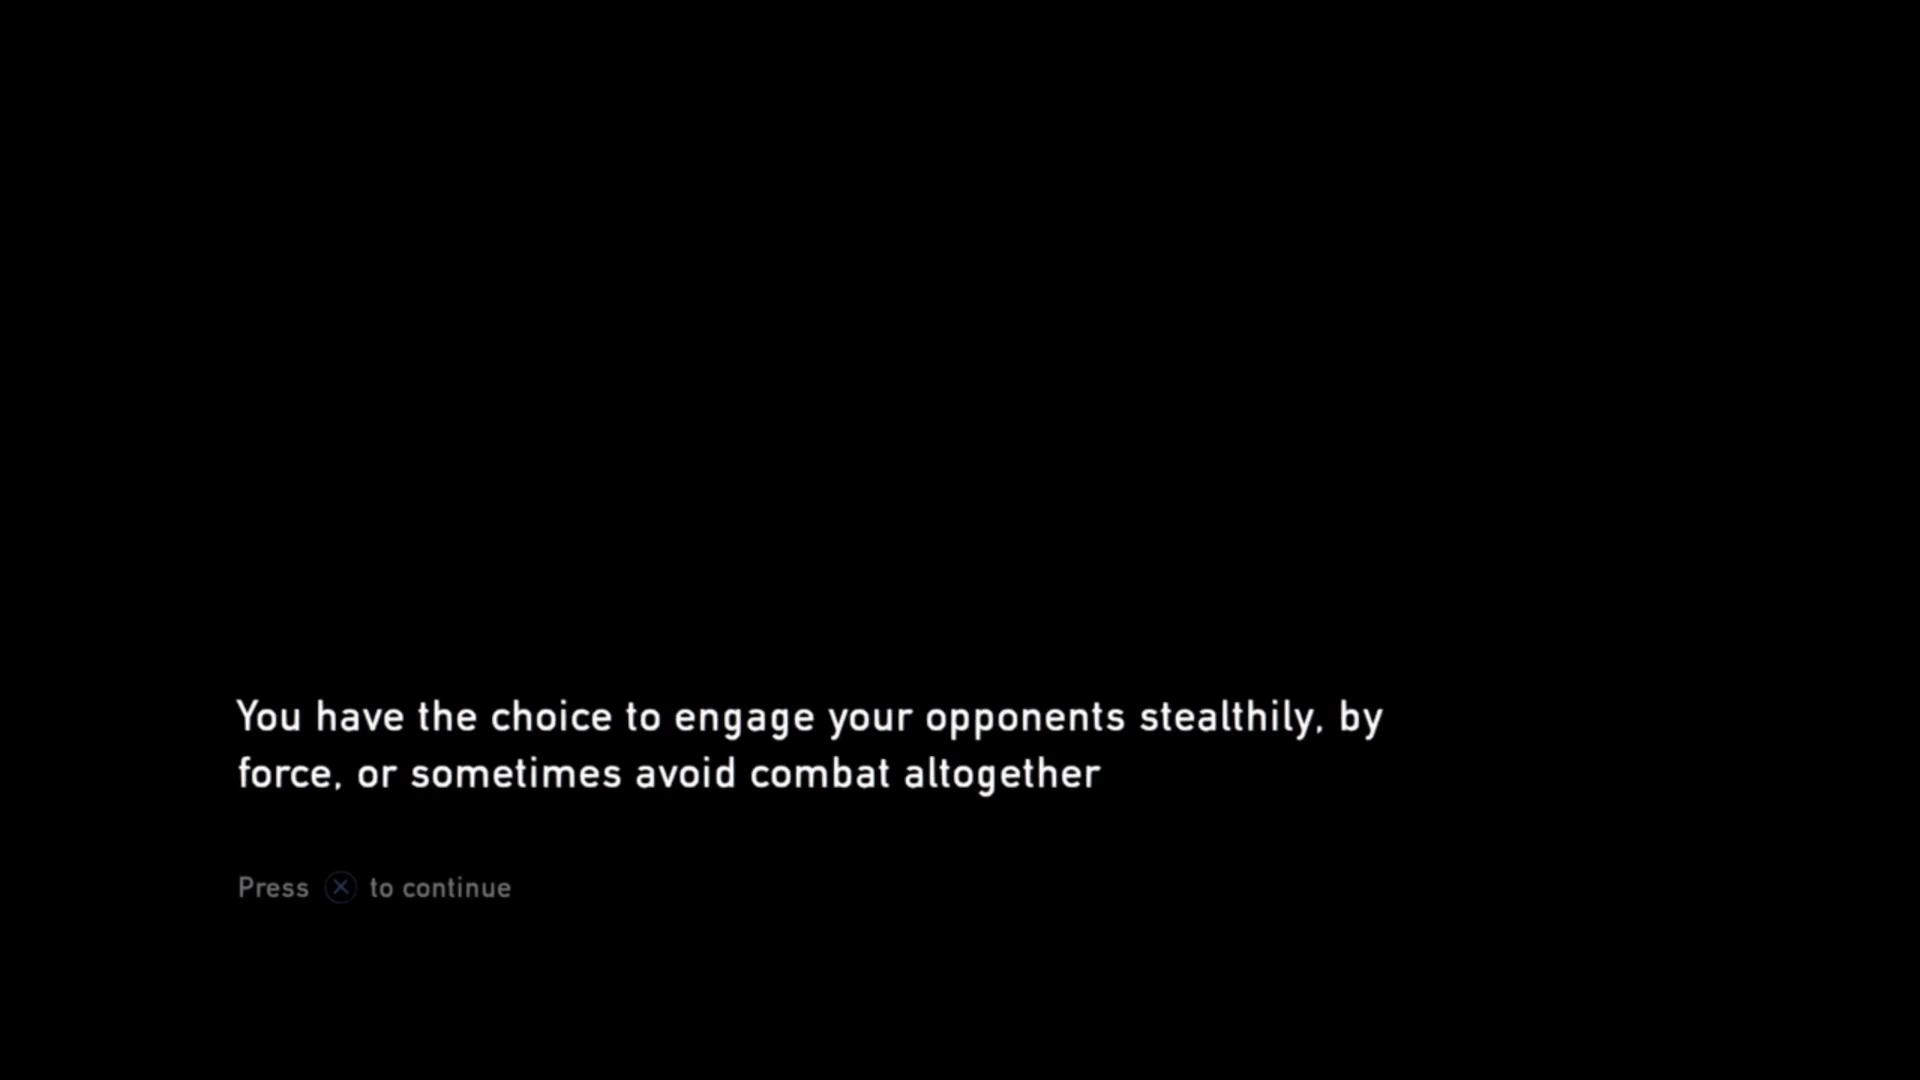 You have the choice to engage your opponents stealthily, by
force, or sometimes avoid combat altogether
Press ⓧ to continue